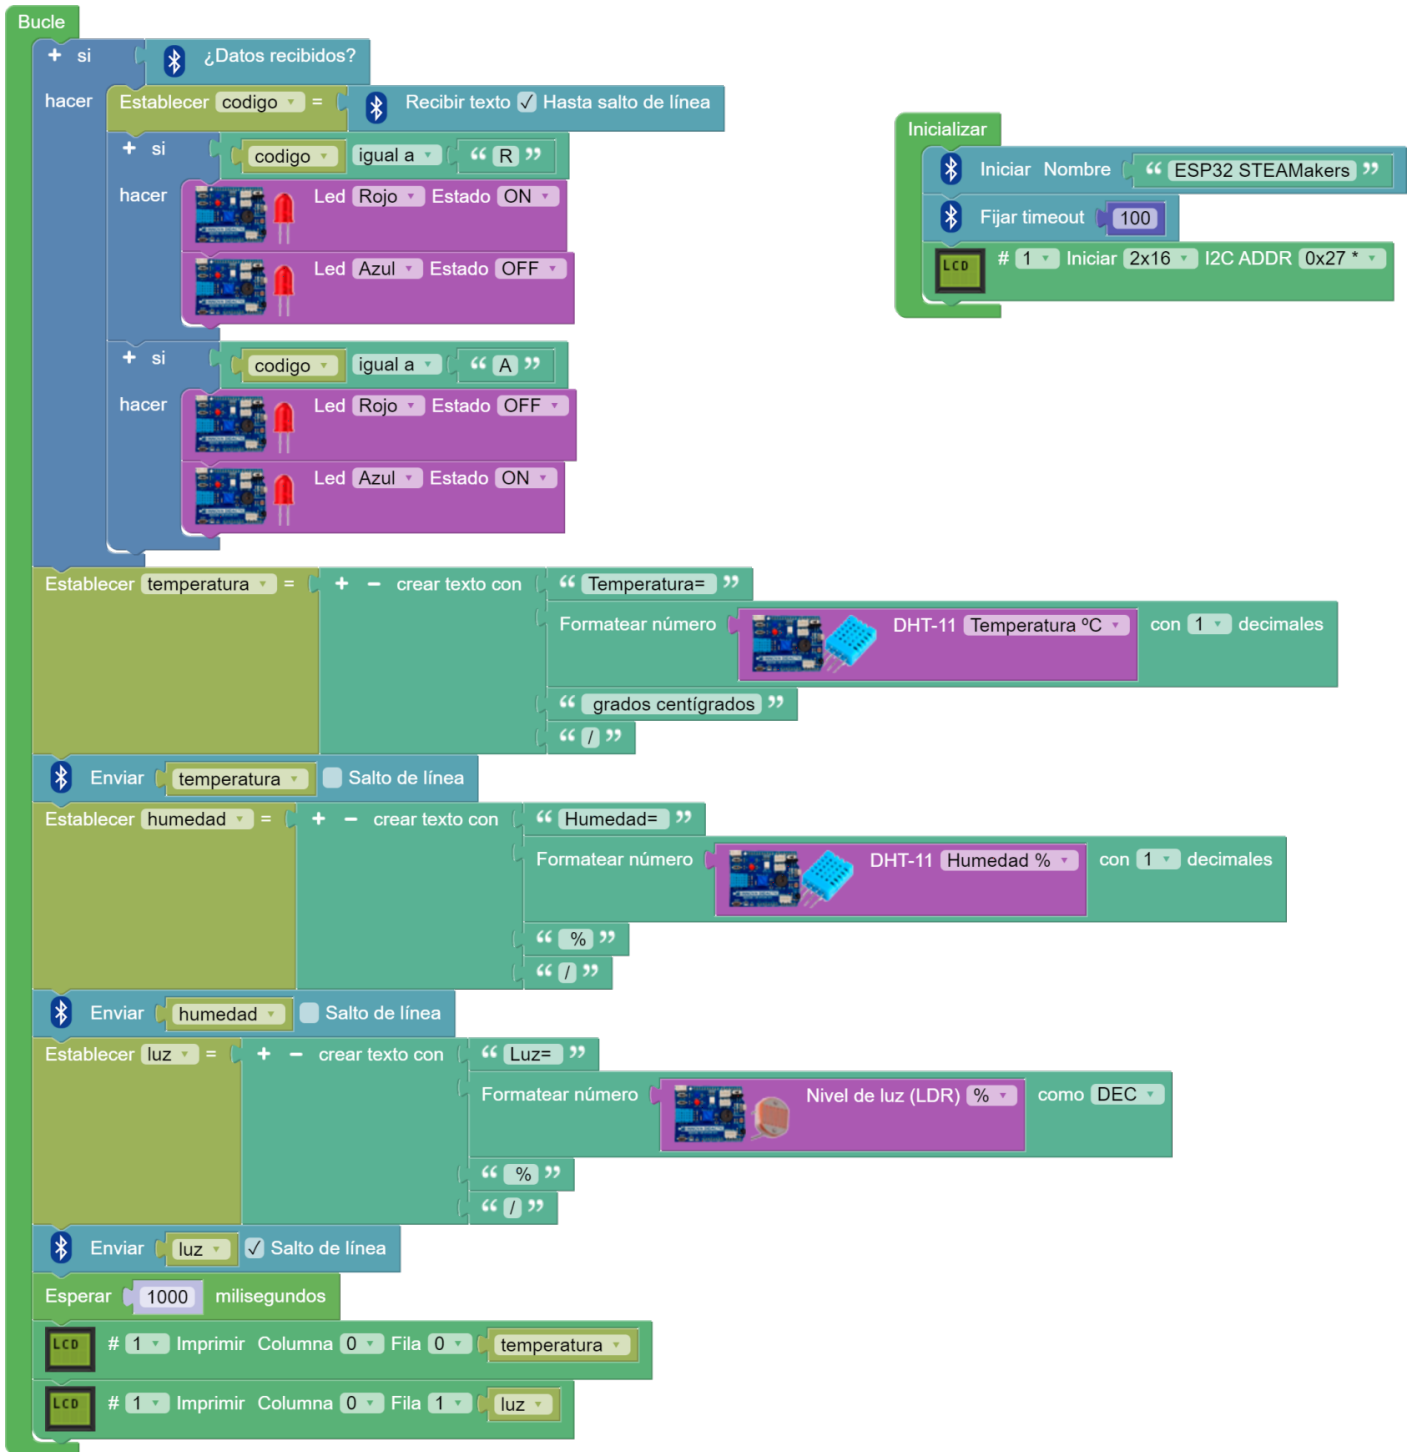 Bucle
si ¿Datos recibidos?
hacer Establecer codigo = Recibir texto Hasta salto de línea
si codigo igual a “ R ”
hacer Led Rojo Estado ON
Led Azul Estado OFF
si codigo igual a “ A ”
hacer Led Rojo Estado OFF
Led Azul Estado ON
Establecer temperatura = + − crear texto con “ Temperatura= ”
Formatear número DHT-11 Temperatura ºC con 1 decimales
“ grados centígrados ”
“ / ”
Enviar temperatura Salto de línea
Establecer humedad = + − crear texto con “ Humedad= ”
Formatear número DHT-11 Humedad % con 1 decimales
“ % ”
“ / ”
Enviar humedad Salto de línea
Establecer luz = + − crear texto con “ Luz= ”
Formatear número Nivel de luz (LDR) % como DEC
“ % ”
“ / ”
Enviar luz Salto de línea
Esperar 1000 milisegundos
LCD # 1 Imprimir Columna 0 Fila 0 temperatura
LCD # 1 Imprimir Columna 0 Fila 1 luz
Inicializar
Iniciar Nombre “ ESP32 STEAMakers ”
Fijar timeout 100
LCD # 1 Iniciar 2x16 I2C ADDR 0x27 *